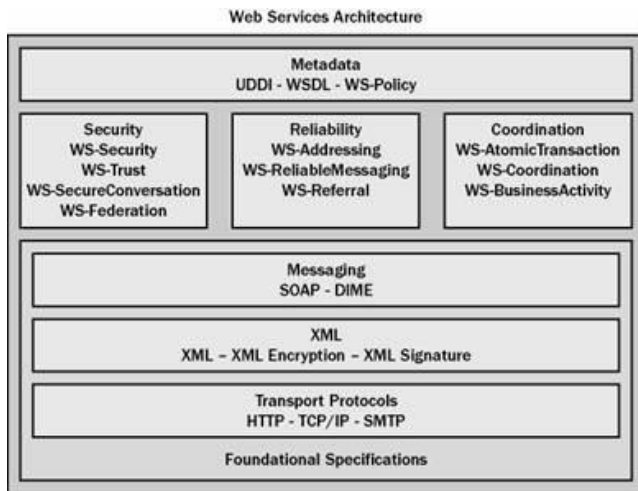 Web Services Architecture
Metadata
UDDI - WSDL - WS-Policy
Security
WS-Security
WS-Trust
WS-SecureConversation
WS-Federation
Reliability
WS-Addressing
WS-ReliableMessaging
WS-Referral
Coordination
WS-AtomicTransaction
WS-Coordination
WS-BusinessActivity
Messaging
SOAP - DIME
XML
XML – XML Encryption – XML Signature
Transport Protocols
HTTP - TCP/IP - SMTP
Foundational Specifications